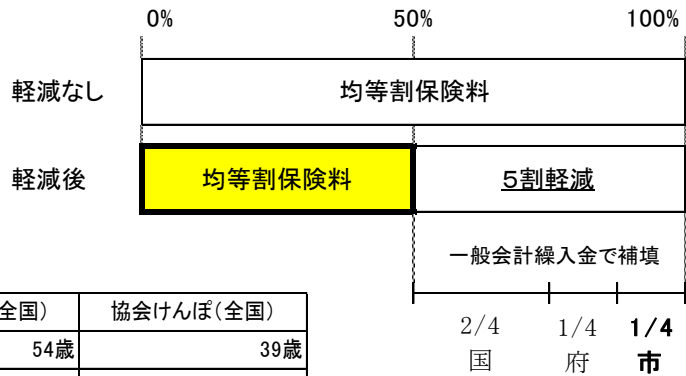 0% 50% 100%
軽減なし 均等割保険料
軽減後 均等割保険料 5割軽減
一般会計繰入金で補填
2/4 1/4 1/4
国 府 市
全国） 協会けんぽ（全国）
54歳 39歳